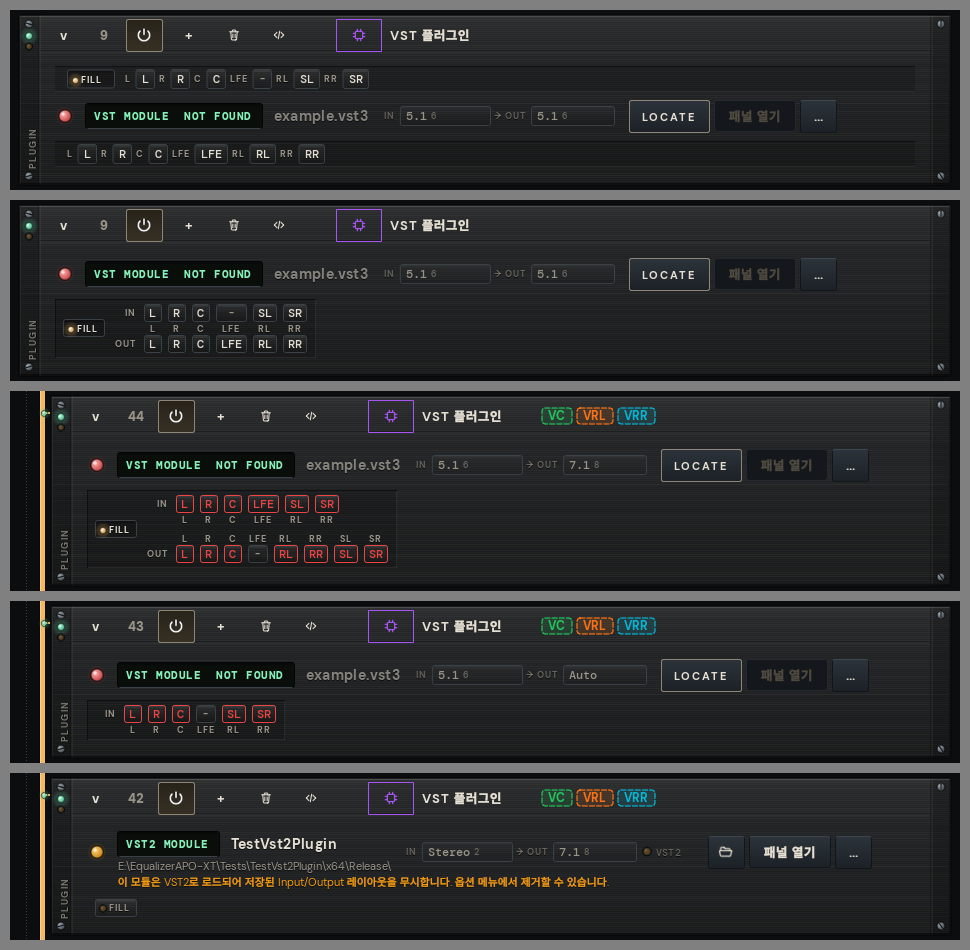 v 9 + </> VST 플러그인
FILL L L R R C C LFE - RL SL RR SR
VST MODULE NOT FOUND example.vst3 IN 5.1 6 → OUT 5.1 6 LOCATE 패널 열기 ...
L L R R C C LFE LFE RL RL RR RR
PLUGIN
v 9 + </> VST 플러그인
VST MODULE NOT FOUND example.vst3 IN 5.1 6 → OUT 5.1 6 LOCATE 패널 열기 ...
IN L R C - SL SR
FILL L R C LFE RL RR
OUT L R C LFE RL RR
PLUGIN
v 44 + </> VST 플러그인 VC VRL VRR
VST MODULE NOT FOUND example.vst3 IN 5.1 6 → OUT 7.1 8 LOCATE 패널 열기 ...
IN L R C LFE SL SR
L R C LFE RL RR
FILL
L R C LFE RL RR SL SR
OUT L R C - RL RR SL SR
PLUGIN
v 43 + </> VST 플러그인 VC VRL VRR
VST MODULE NOT FOUND example.vst3 IN 5.1 6 → OUT Auto LOCATE 패널 열기 ...
IN L R C - SL SR
L R C LFE RL RR
PLUGIN
v 42 + </> VST 플러그인 VC VRL VRR
VST2 MODULE TestVst2Plugin IN Stereo 2 → OUT 7.1 8 VST2 패널 열기 ...
E:\EqualizerAPO-XT\Tests\TestVst2Plugin\x64\Release\
이 모듈은 VST2로 로드되어 저장된 Input/Output 레이아웃을 무시합니다. 옵션 메뉴에서 제거할 수 있습니다.
FILL
PLUGIN